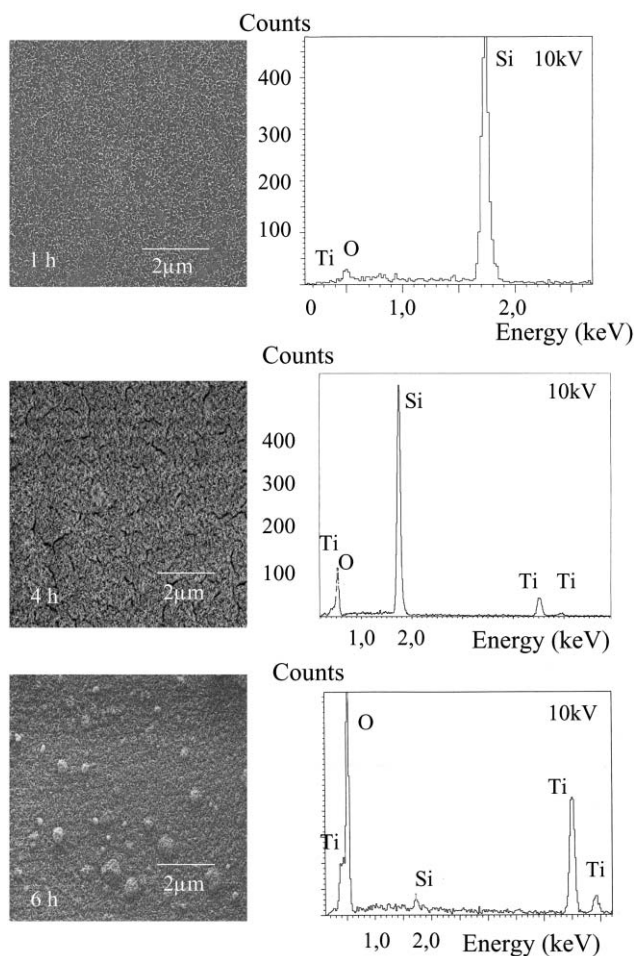 Counts
400
300
200
100
Si 10kV
Ti O
0 1,0 2,0
Energy (keV)
1 h
2µm
Counts
400
300
200
100
Si
10kV
Ti
O
Ti Ti
1,0 2,0 Energy (keV)
4 h
2µm
Counts
10kV
O
Ti
Ti
Si
Ti
1,0 2,0 Energy (keV)
6 h
2µm